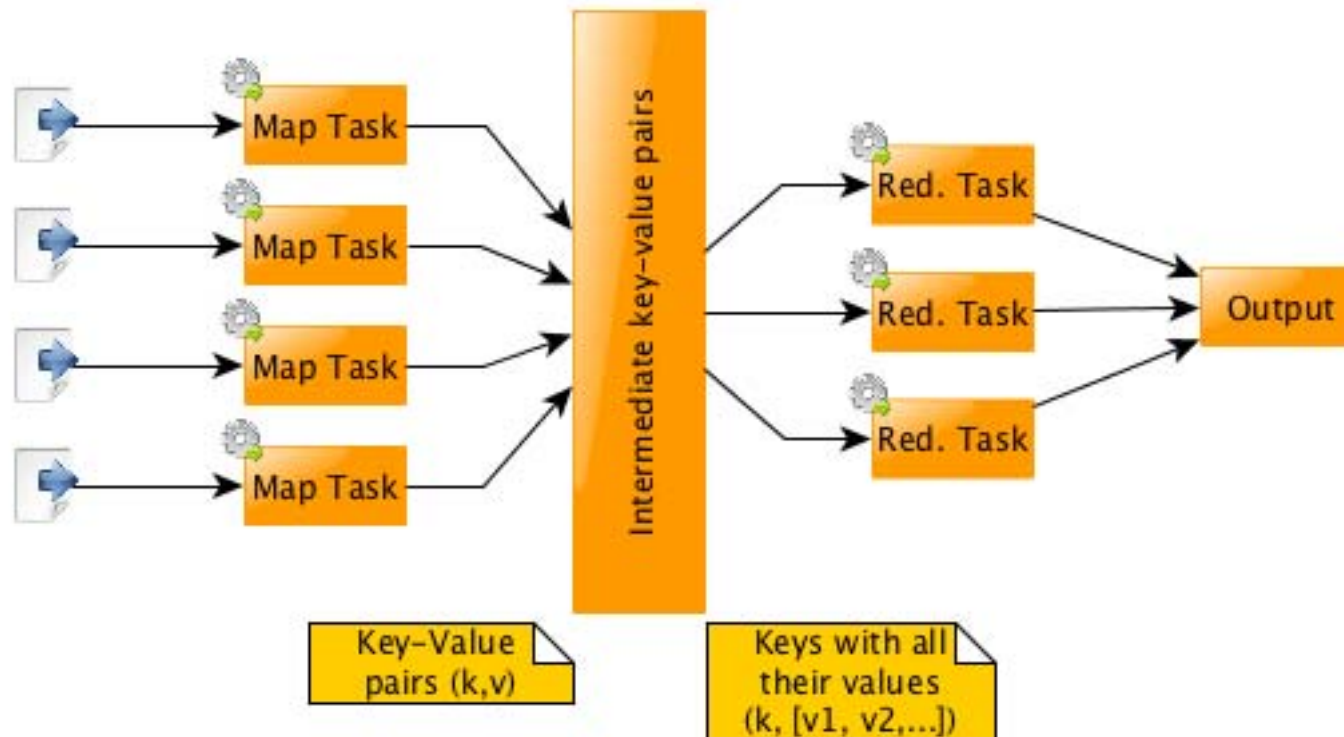 Map Task
Map Task
Map Task
Map Task
Intermediate key-value pairs
Red. Task
Red. Task
Red. Task
Output
Key-Value
pairs (k,v)
Keys with all
their values
(k, [v1, v2,...])